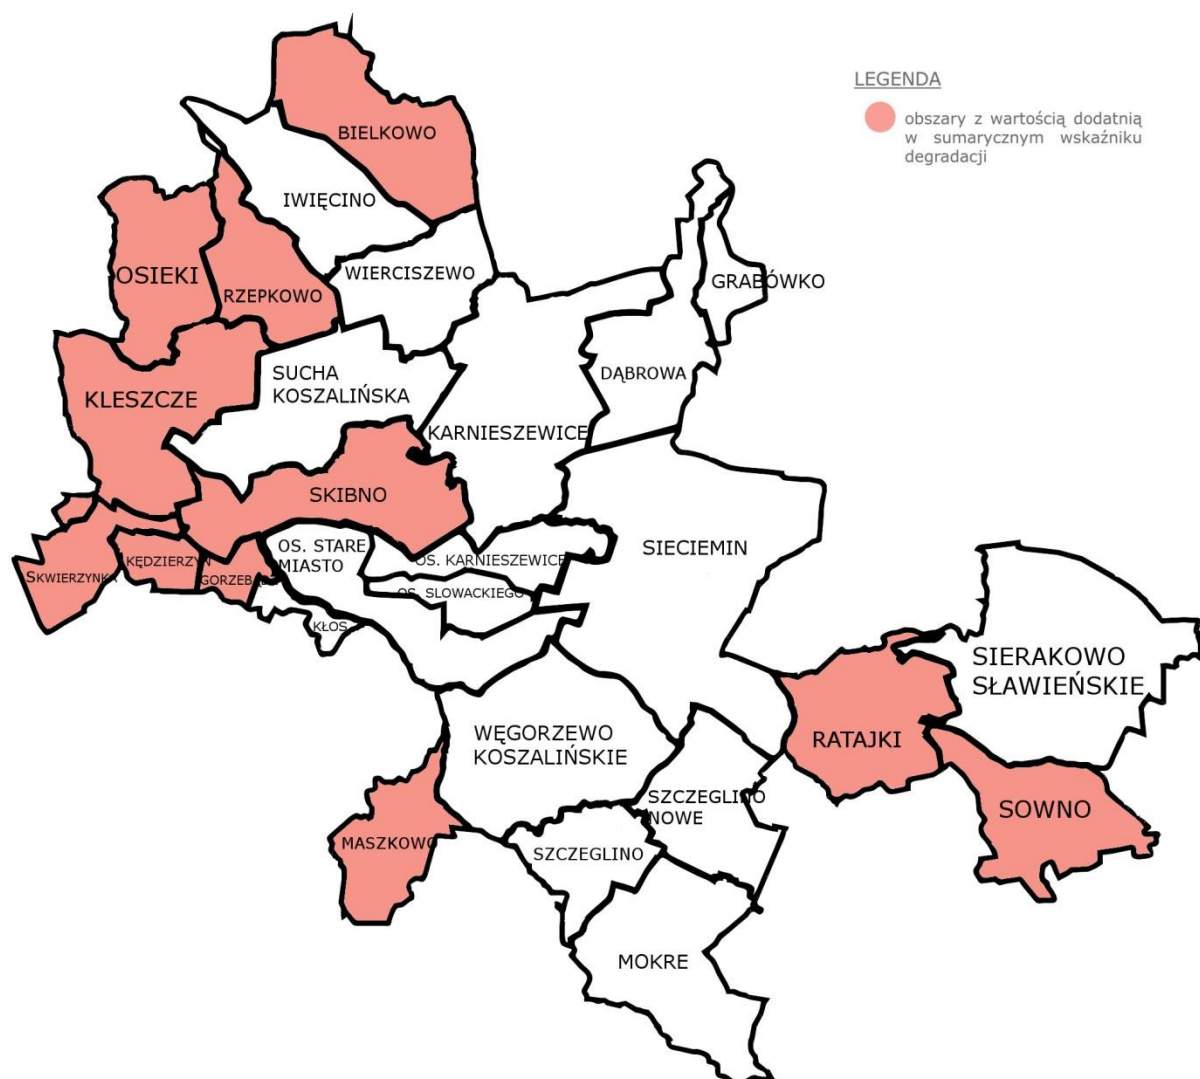 LEGENDA
obszary z wartością dodatnią
w sumarycznym wskaźniku
degradacji
BIELKOWO
IWIĘCINO
OSIEKI
RZEPKOWO
WIERCISZEWO
GRABÓWKO
SUCHA
KOSZALIŃSKA
DĄBROWA
KLESZCZE
KARNIESZEWICE
SKIBNO
OS. STARE
MIASTO
OS. KARNIESZEWICE
SIECIEMIN
SKWIERZYNKA
KĘDZIERZYN
OS. SLOWACKIEGO
KŁOS
SIERAKOWO
SŁAWIEŃSKIE
WĘGORZEWO
KOSZALIŃSKIE
RATAJKI
SZCZEGLINO
NOWE
SOWNO
MASZKOWO
SZCZEGLINO
MOKRE